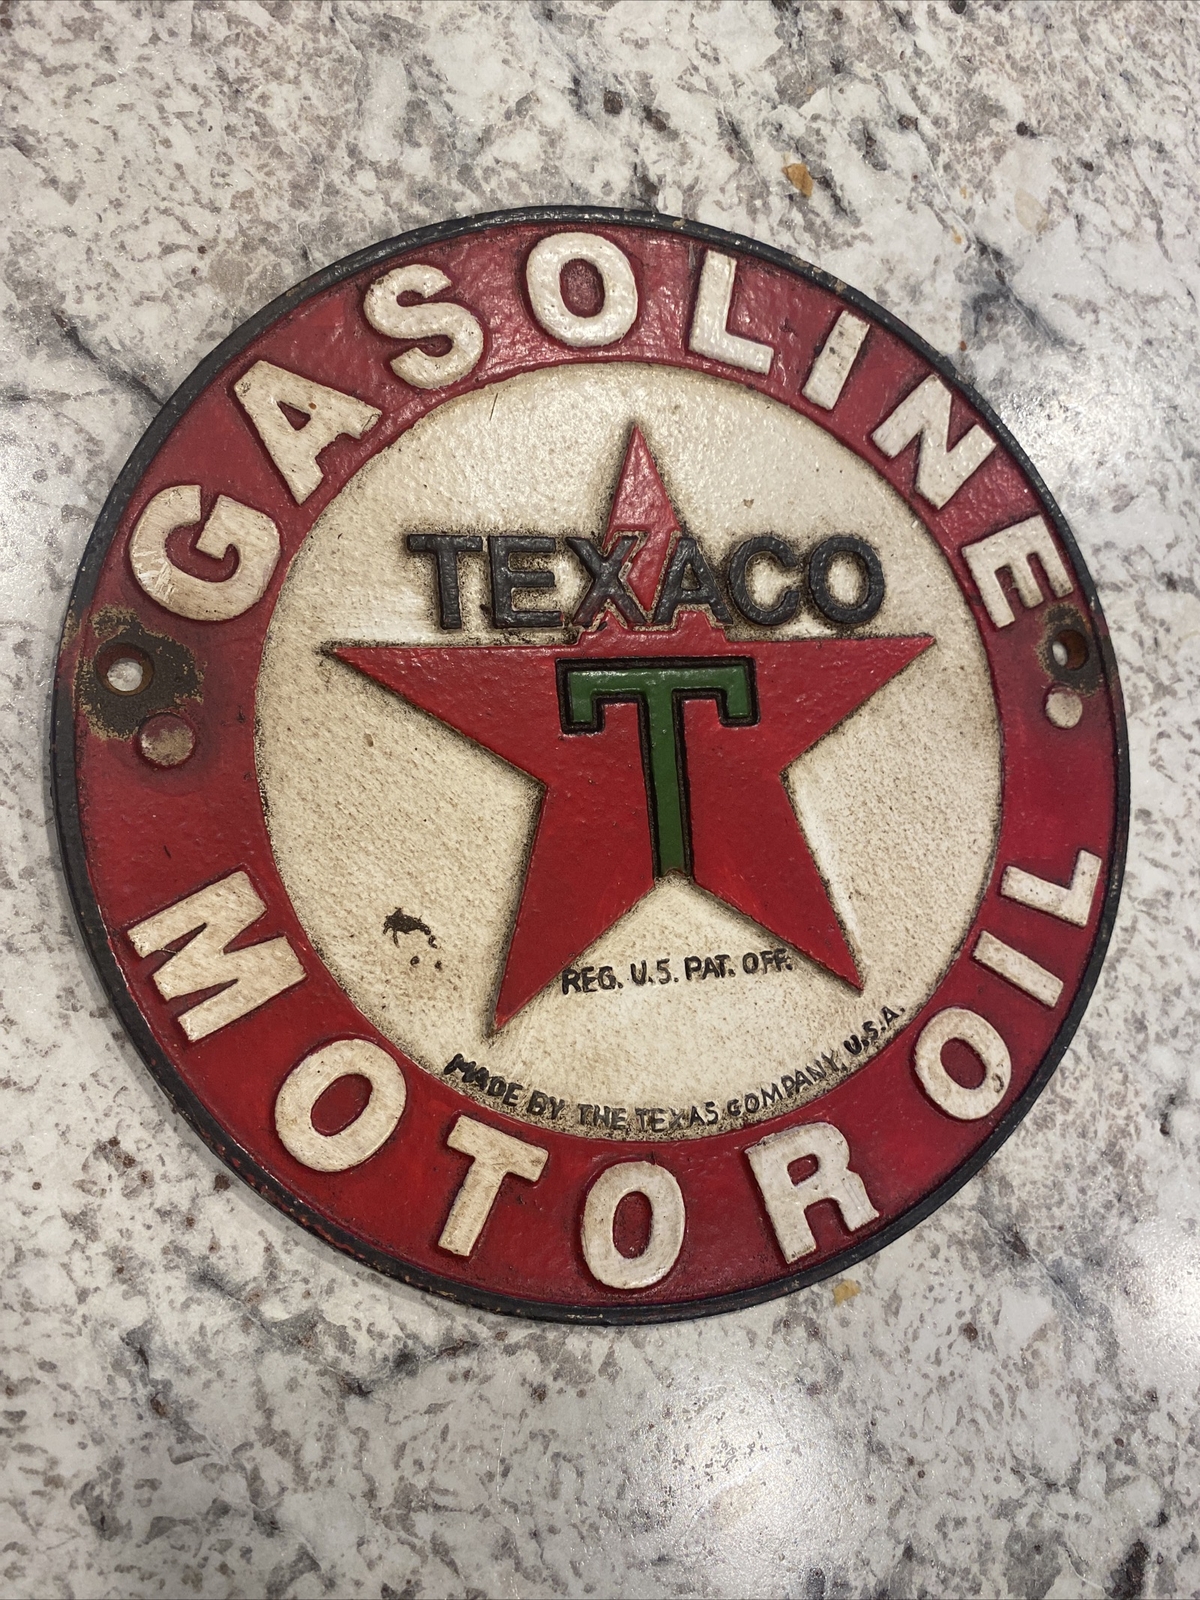 GASOLINE
TEXACO
T
REG. U.S. PAT. OFF.
MADE BY THE TEXAS COMPANY, U.S.A.
MOTOR OIL